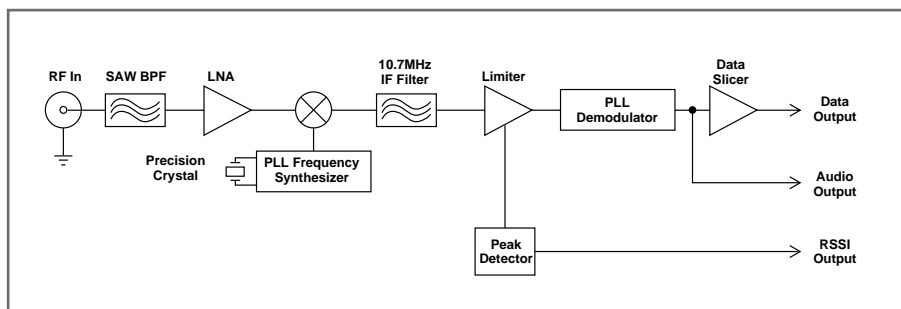 RF In
SAW BPF
LNA
10.7MHz
IF Filter
Limiter
Data
Slicer
PLL
Demodulator
Data
Output
Precision
Crystal
PLL Frequency
Synthesizer
Audio
Output
Peak
Detector
RSSI
Output